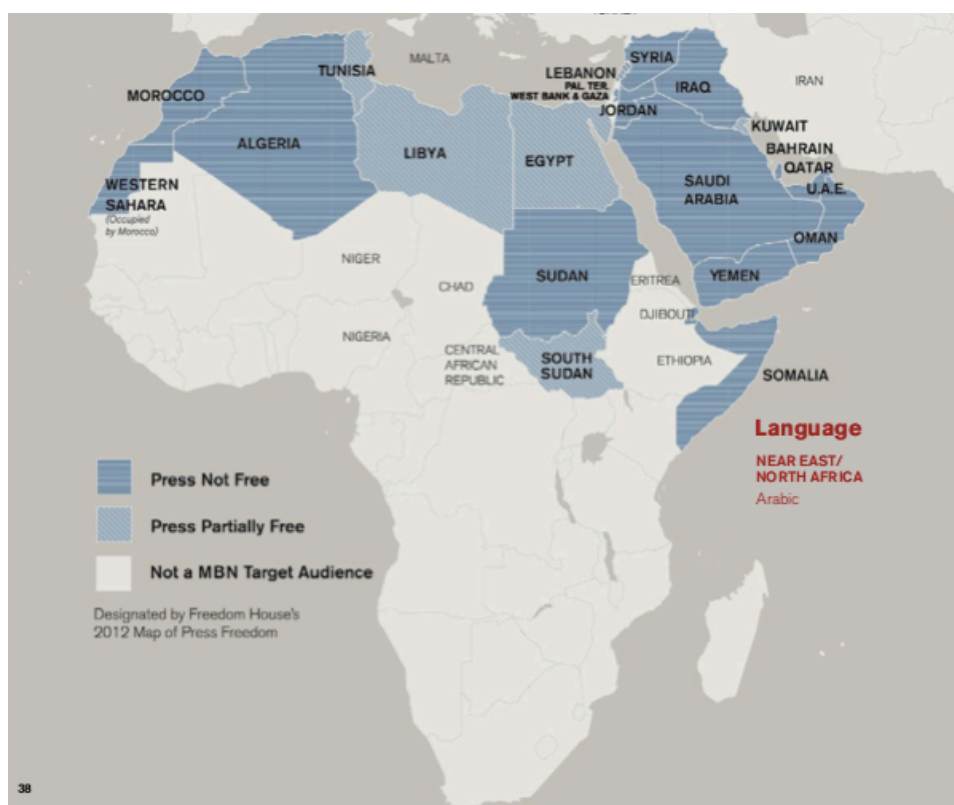 MALTA
TUNISIA
MOROCCO
ALGERIA
LIBYA
EGYPT
LEBANON
PAL. TER.
WEST BANK & GAZA
SYRIA
JORDAN
IRAQ
IRAN
KUWAIT
BAHRAIN
QATAR
U.A.E.
SAUDI
ARABIA
OMAN
YEMEN
WESTERN
SAHARA
(Occupied
by Morocco)
NIGER
CHAD
SUDAN
ERITREA
DJIBOUTI
NIGERIA
CENTRAL
AFRICAN
REPUBLIC
SOUTH
SUDAN
ETHIOPIA
SOMALIA
Language
NEAR EAST/
NORTH AFRICA
Arabic
Press Not Free
Press Partially Free
Not a MBN Target Audience
Designated by Freedom House's
2012 Map of Press Freedom
38